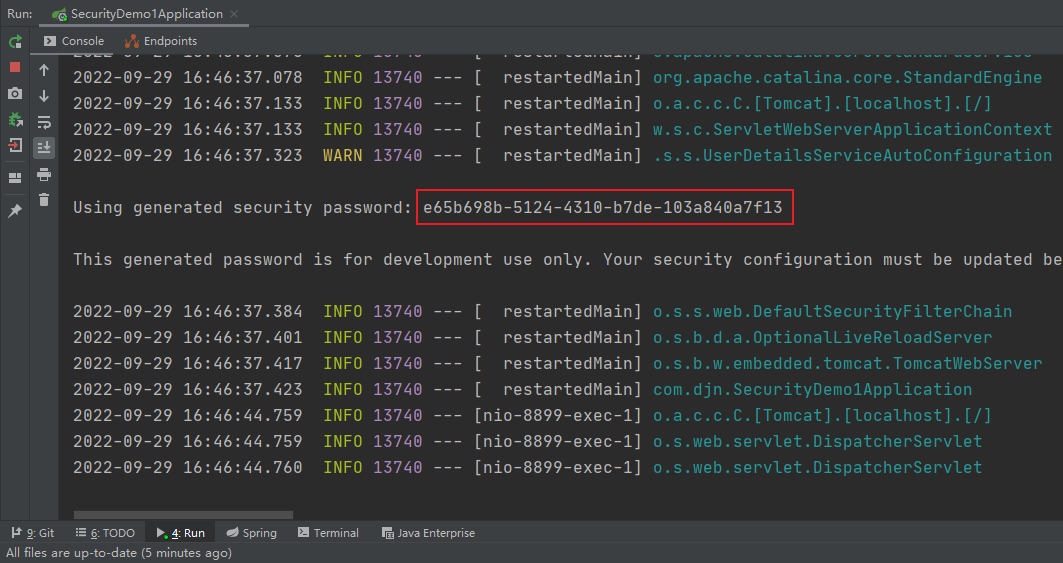 Run: SecurityDemo1Application
Console Endpoints
2022-09-29 16:46:37.078 INFO 13740 --- [ restartedMain] org.apache.catalina.core.StandardEngine
2022-09-29 16:46:37.133 INFO 13740 --- [ restartedMain] o.a.c.c.C.[Tomcat].[localhost].[/]
2022-09-29 16:46:37.133 INFO 13740 --- [ restartedMain] w.s.c.ServletWebServerApplicationContext
2022-09-29 16:46:37.323 WARN 13740 --- [ restartedMain] .s.s.UserDetailsServiceAutoConfiguration
Using generated security password: e65b698b-5124-4310-b7de-103a840a7f13
This generated password is for development use only. Your security configuration must be updated be
2022-09-29 16:46:37.384 INFO 13740 --- [ restartedMain] o.s.s.web.DefaultSecurityFilterChain
2022-09-29 16:46:37.401 INFO 13740 --- [ restartedMain] o.s.b.d.a.OptionalLiveReloadServer
2022-09-29 16:46:37.417 INFO 13740 --- [ restartedMain] o.s.b.w.embedded.tomcat.TomcatWebServer
2022-09-29 16:46:37.423 INFO 13740 --- [ restartedMain] com.djn.SecurityDemo1Application
2022-09-29 16:46:44.759 INFO 13740 --- [nio-8899-exec-1] o.a.c.c.C.[Tomcat].[localhost].[/]
2022-09-29 16:46:44.759 INFO 13740 --- [nio-8899-exec-1] o.s.web.servlet.DispatcherServlet
2022-09-29 16:46:44.760 INFO 13740 --- [nio-8899-exec-1] o.s.web.servlet.DispatcherServlet
9: Git 6: TODO 4: Run Spring Terminal Java Enterprise
All files are up-to-date (5 minutes ago)